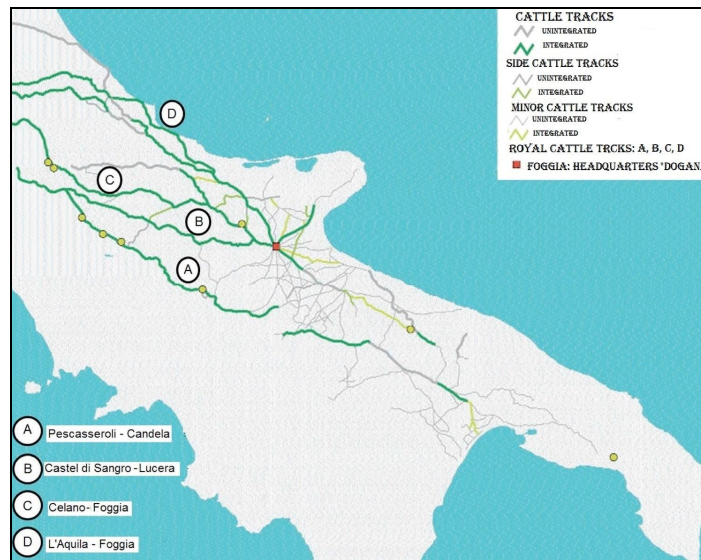 CATTLE TRACKS
UNINTEGRATED
INTEGRATED
SIDE CATTLE TRACKS
UNINTEGRATED
INTEGRATED
MINOR CATTLE TRACKS
UNINTEGRATED
INTEGRATED
ROYAL CATTLE TRCKS: A, B, C, D
FOGGIA: HEADQUARTERS "DOGAN
D
C
B
A
A Pescasseroli - Candela
B Castel di Sangro - Lucera
C Celano- Foggia
D L'Aquila - Foggia